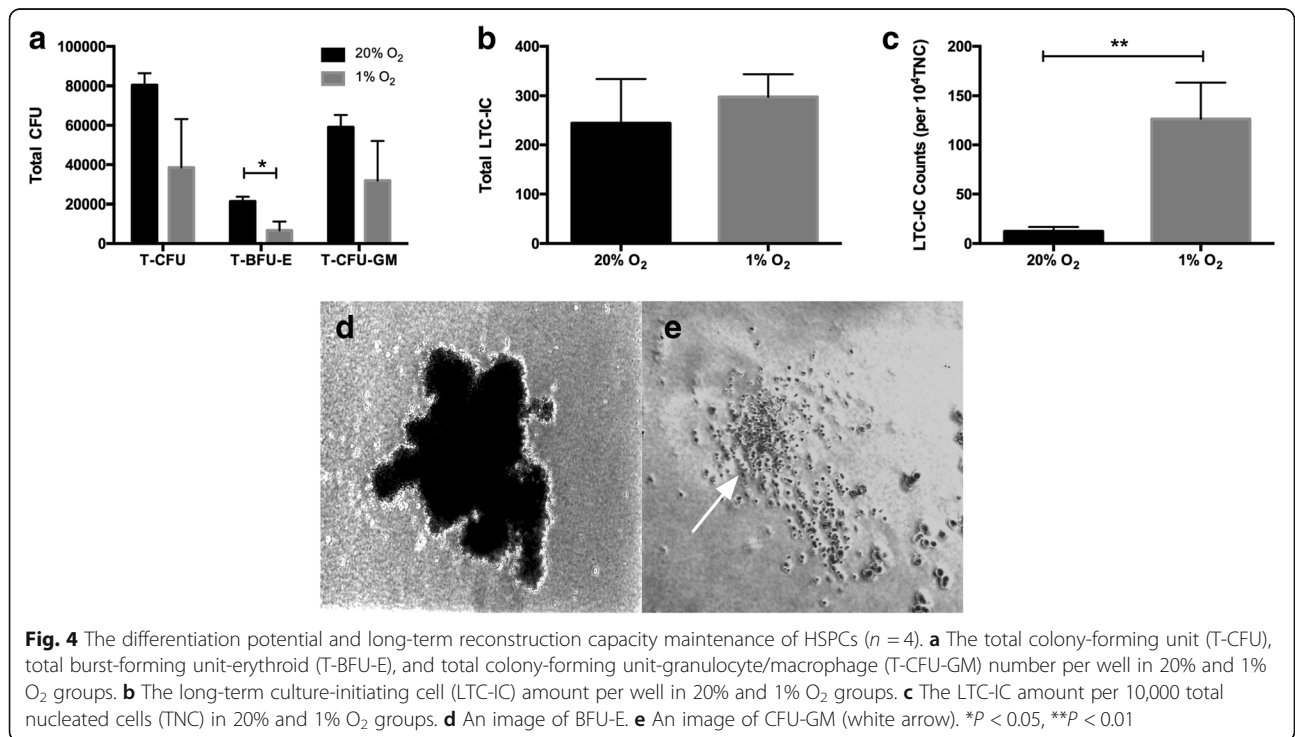 a
100000
80000
60000
40000
20000
0
Total CFU
20% O₂
1% O₂
*
T-CFU T-BFU-E T-CFU-GM
b
400
300
200
100
0
Total LTC-IC
20% O₂ 1% O₂
c
200
150
100
50
0
LTC-IC Counts (per 10⁴TNC)
**
20% O₂ 1% O₂
d
e
Fig. 4 The differentiation potential and long-term reconstruction capacity maintenance of HSPCs (n = 4). a The total colony-forming unit (T-CFU),
total burst-forming unit-erythroid (T-BFU-E), and total colony-forming unit-granulocyte/macrophage (T-CFU-GM) number per well in 20% and 1%
O₂ groups. b The long-term culture-initiating cell (LTC-IC) amount per well in 20% and 1% O₂ groups. c The LTC-IC amount per 10,000 total
nucleated cells (TNC) in 20% and 1% O₂ groups. d An image of BFU-E. e An image of CFU-GM (white arrow). *P < 0.05, **P < 0.01